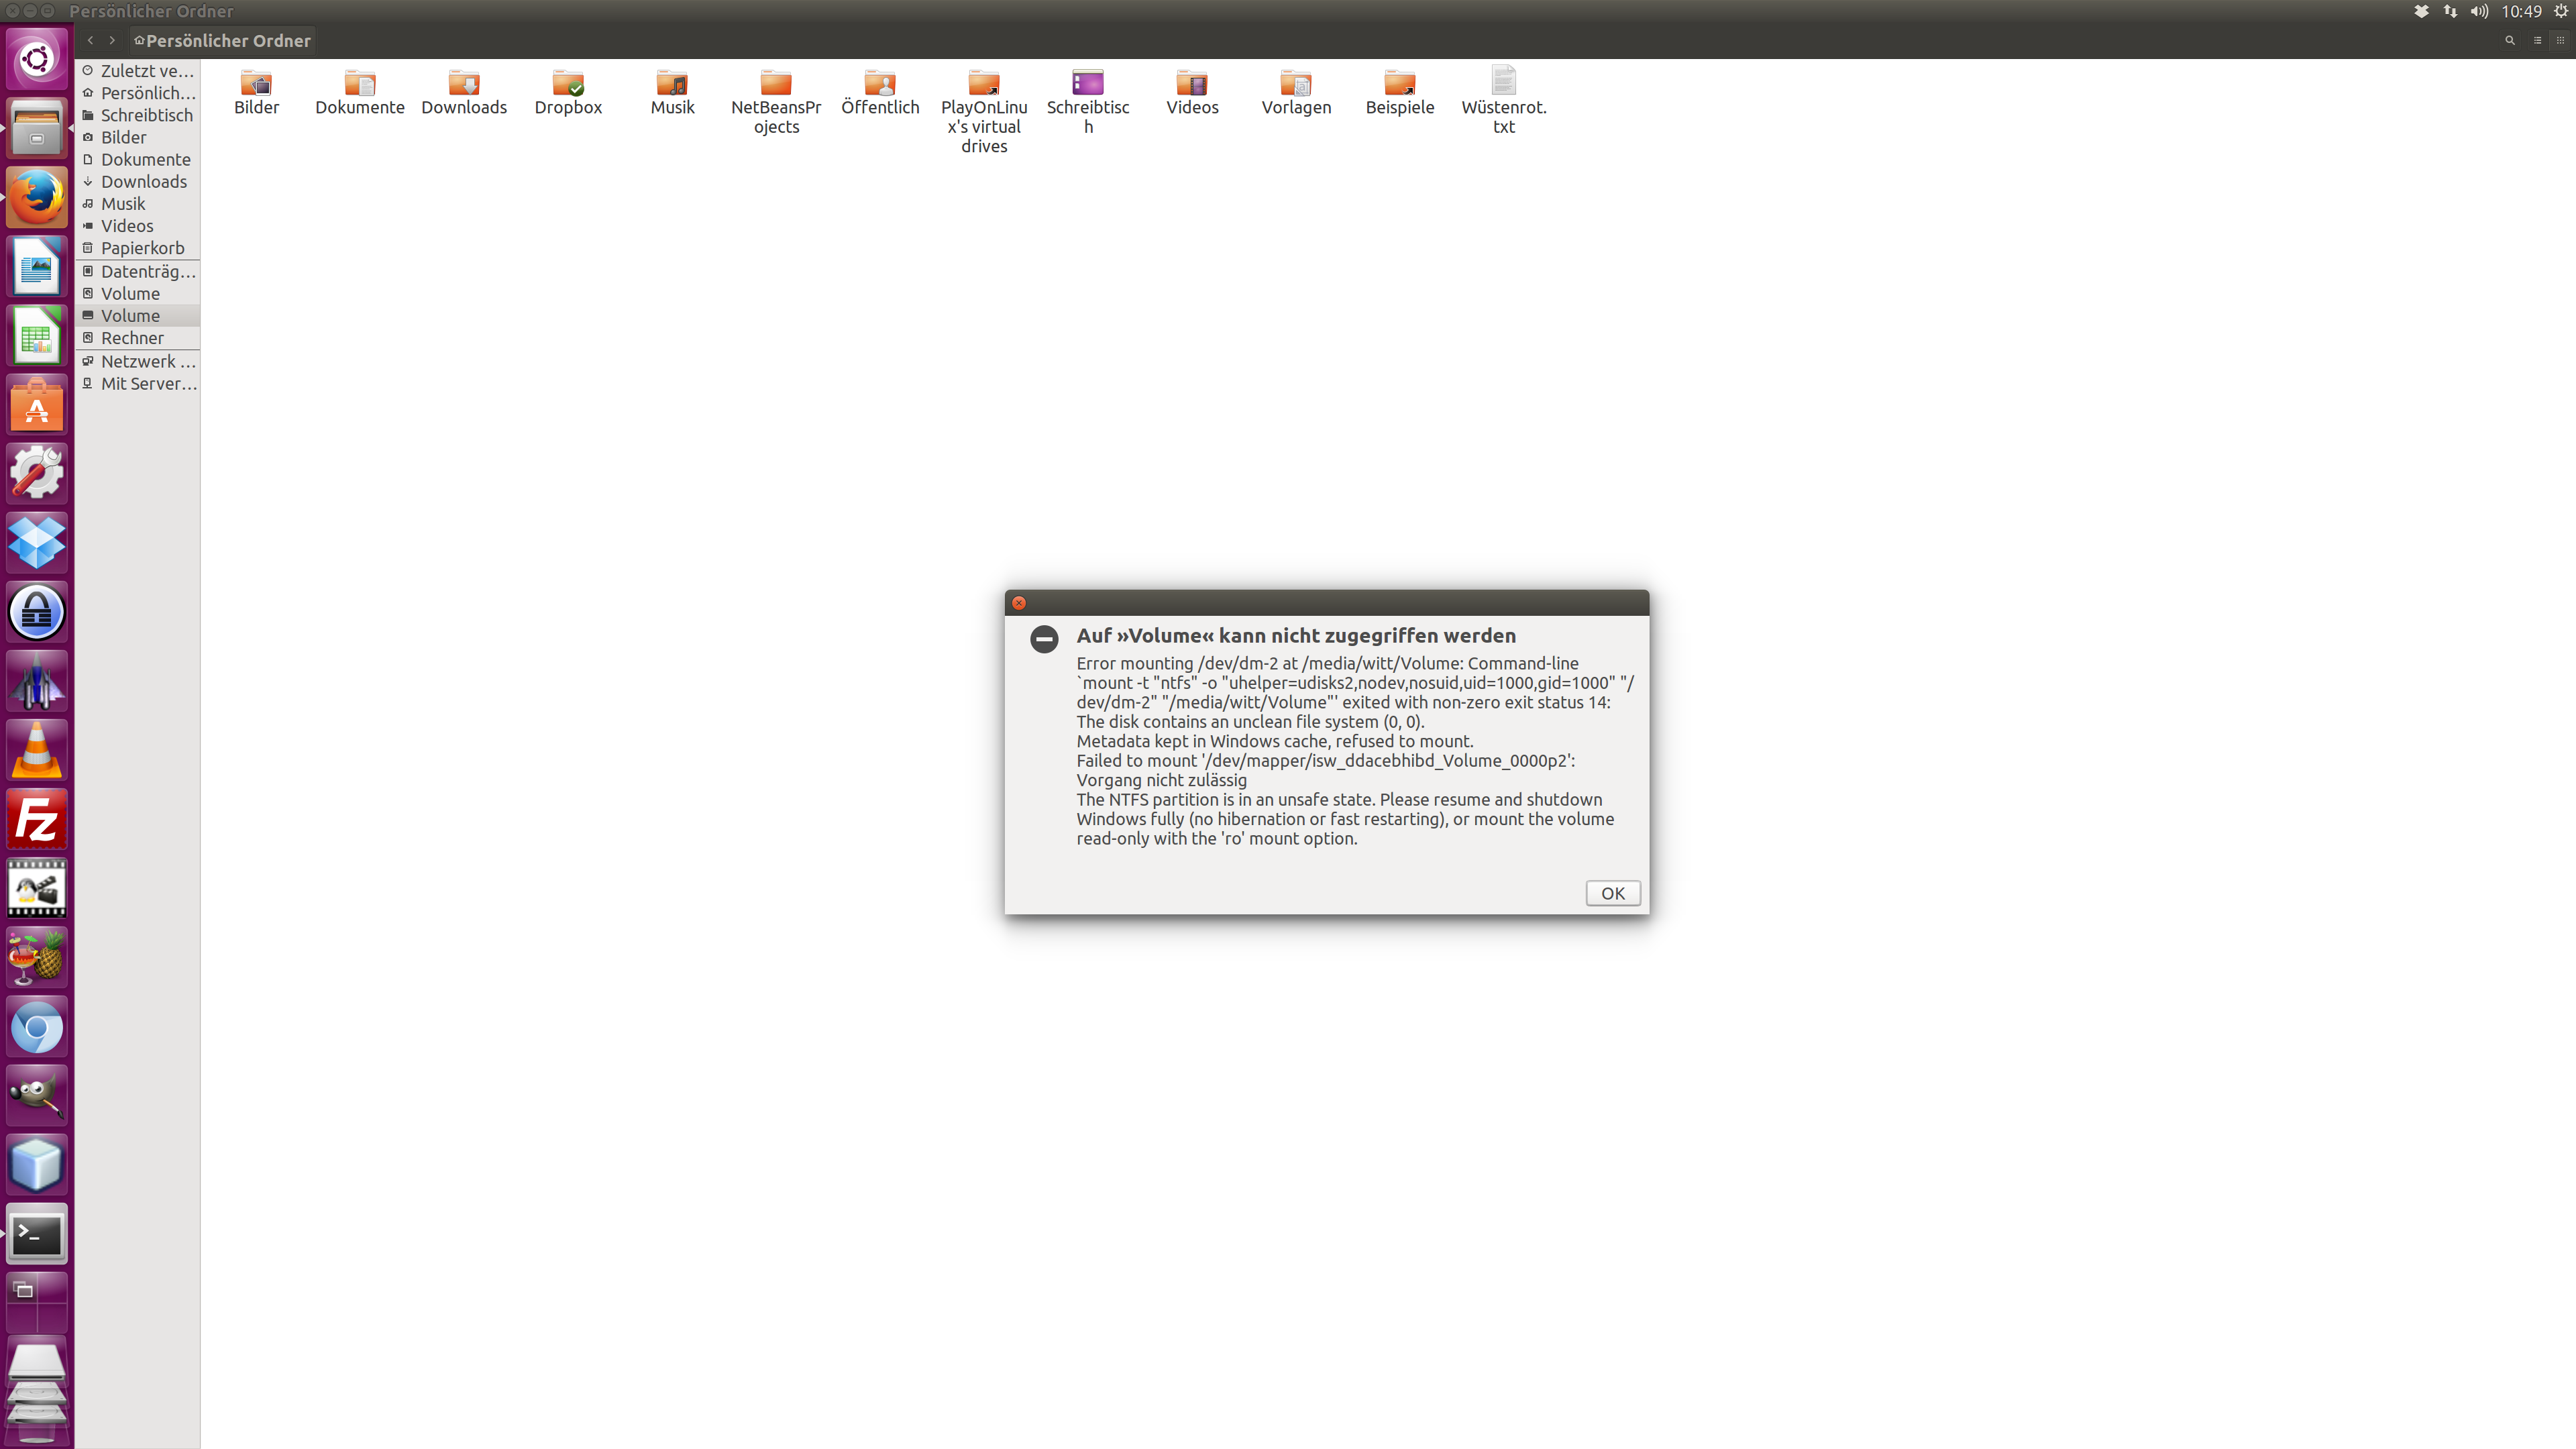 Persönlicher Ordner
10:49
Persönlicher Ordner
Zuletzt ve…
Persönlich…
Schreibtisch
Bilder
Dokumente
Downloads
Musik
Videos
Papierkorb
Datenträg…
Volume
Volume
Rechner
Netzwerk …
Mit Server…
Bilder
Dokumente
Downloads
Dropbox
Musik
NetBeansPr
ojects
Öffentlich
PlayOnLinu
x's virtual
drives
Schreibtisc
h
Videos
Vorlagen
Beispiele
Wüstenrot.
txt
Auf »Volume« kann nicht zugegriffen werden
Error mounting /dev/dm-2 at /media/witt/Volume: Command-line
`mount -t "ntfs" -o "uhelper=udisks2,nodev,nosuid,uid=1000,gid=1000" "/
dev/dm-2" "/media/witt/Volume"' exited with non-zero exit status 14:
The disk contains an unclean file system (0, 0).
Metadata kept in Windows cache, refused to mount.
Failed to mount '/dev/mapper/isw_ddacebhibd_Volume_0000p2':
Vorgang nicht zulässig
The NTFS partition is in an unsafe state. Please resume and shutdown
Windows fully (no hibernation or fast restarting), or mount the volume
read-only with the 'ro' mount option.
OK